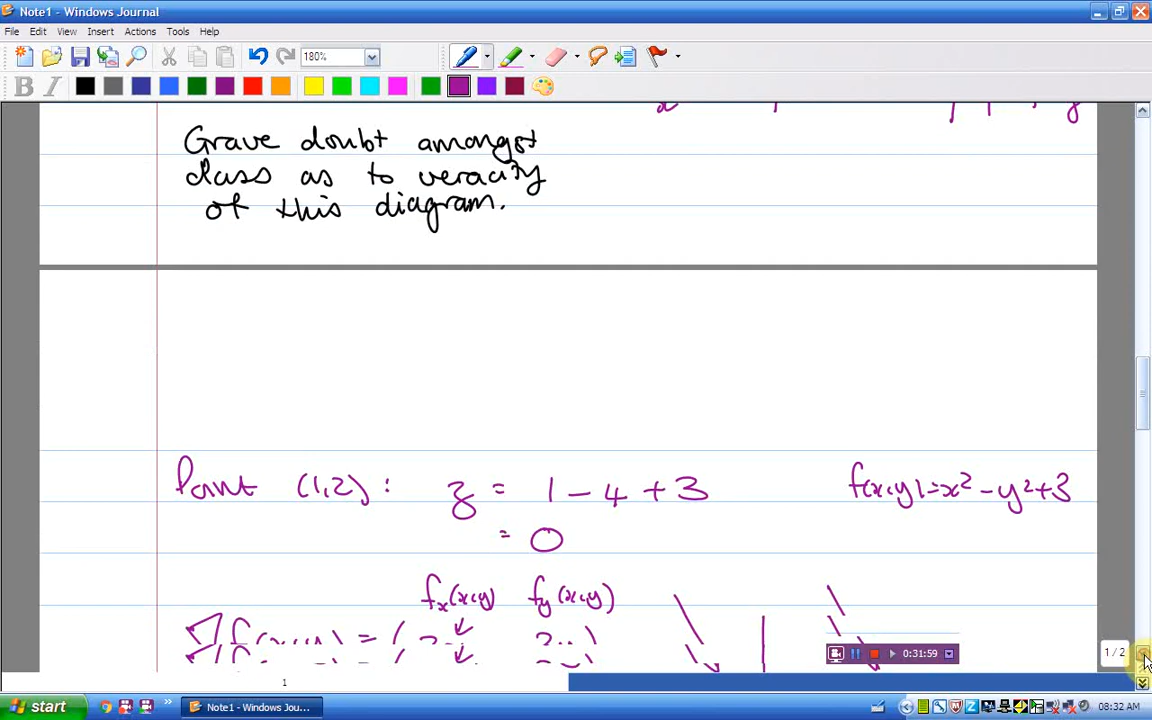 Note1 - Windows Journal
File Edit View Insert Actions Tools Help
180%
B I
Grave doubt amongst
class as to veracity
of this diagram.
Point (1,2): z = 1 - 4 + 3 f(x,y)=x²-y²+3
= 0
fx(x,y) fy(x,y)
∇f(x,y) = (
0:31:59
1 / 2
1
start
Note1 - Windows Jou...
08:32 AM